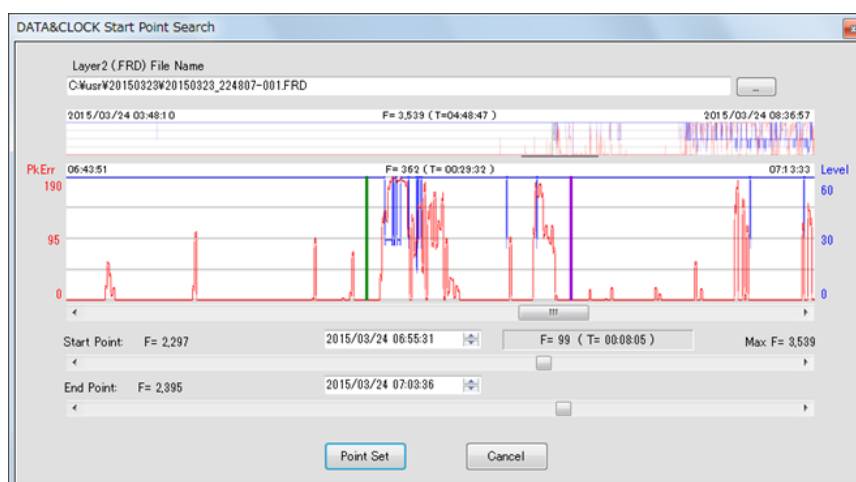 DATA&CLOCK Start Point Search
Layer2 (.FRD) File Name
C:¥usr¥20150323¥20150323_224807-001.FRD
...
2015/03/24 03:48:10 F= 3,539 (T=04:48:47 ) 2015/03/24 08:36:57
PkErr 06:43:51 F= 362 ( T= 00:29:32 ) 07:13:33 Level
190 60
95 30
0 0
Start Point: F= 2,297 2015/03/24 06:55:31 F= 99 ( T= 00:08:05 ) Max F= 3,539
End Point: F= 2,395 2015/03/24 07:03:36
Point Set Cancel